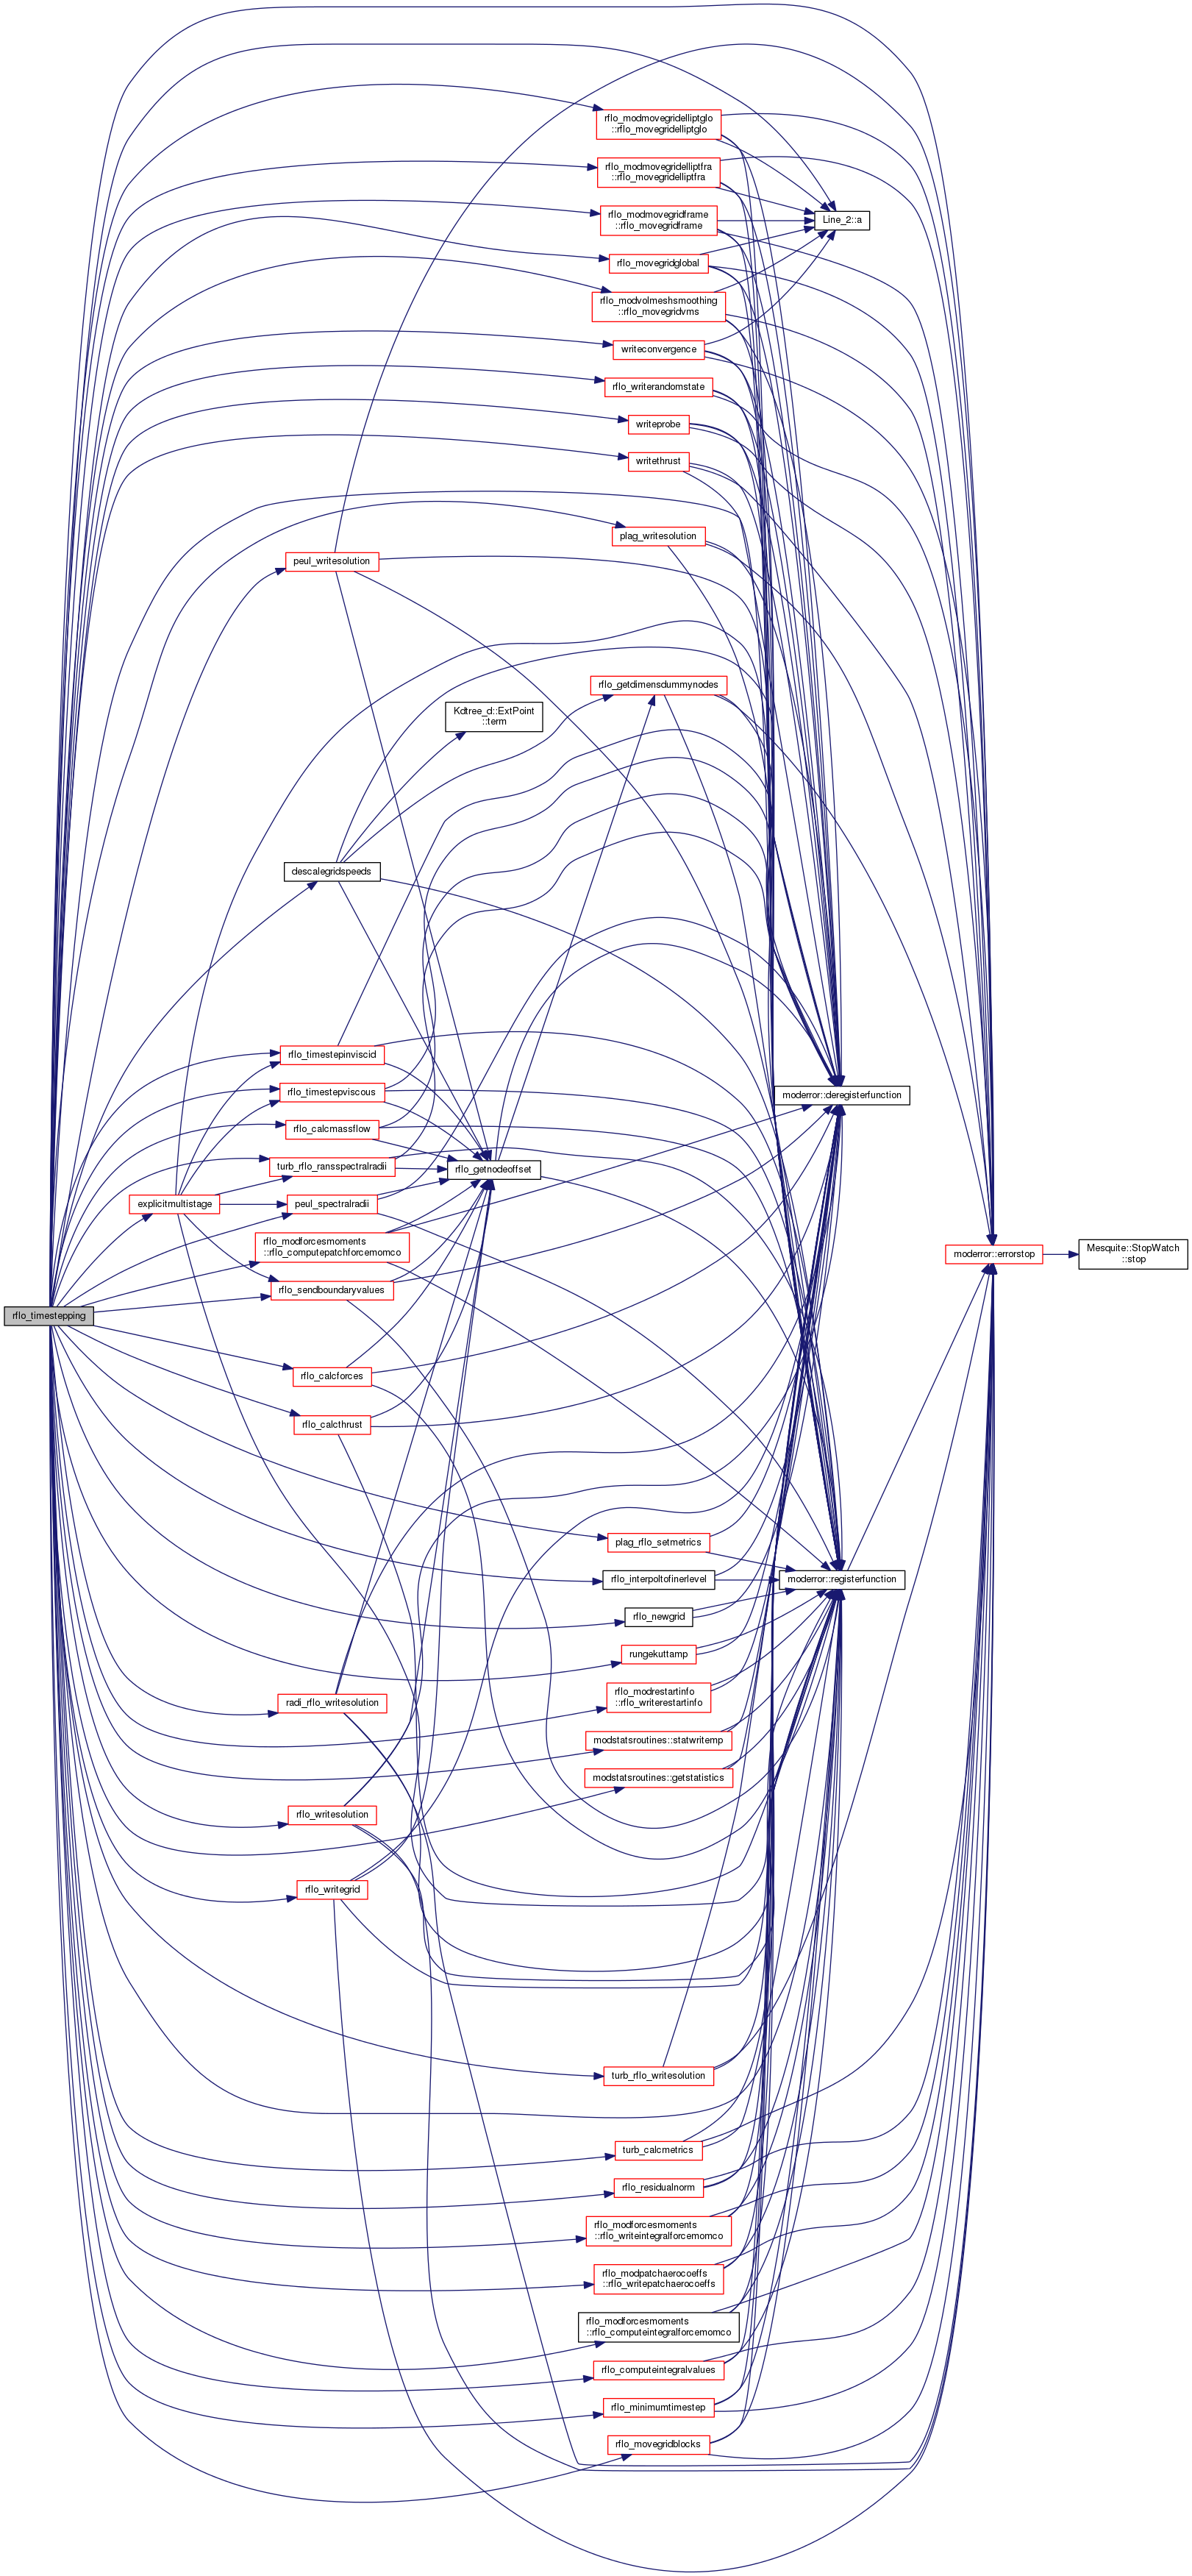 rflo_modmovegridelliptglo
::rflo_movegridelliptglo
rflo_modmovegridelliptfra
::rflo_movegridelliptfra
rflo_modmovegridframe
::rflo_movegridframe
Line_2::a
rflo_movegridglobal
rflo_modvolmeshsmoothing
::rflo_movegridvms
writeconvergence
rflo_writerandomstate
writeprobe
writethrust
plag_writesolution
peul_writesolution
rflo_getdimensdummynodes
Kdtree_d::ExtPoint
::term
descalegridspeeds
rflo_timestepinviscid
rflo_timestepviscous
moderror::deregisterfunction
rflo_calcmassflow
turb_rflo_ransspectralradii
rflo_getnodeoffset
explicitmultistage
peul_spectralradii
rflo_modforcesmoments
::rflo_computepatchforcemomco
moderror::errorstop
Mesquite::StopWatch
::stop
rflo_sendboundaryvalues
rflo_timestepping
rflo_calcforces
rflo_calcthrust
plag_rflo_setmetrics
rflo_interpoltofinerlevel
moderror::registerfunction
rflo_newgrid
rungekuttamp
rflo_modrestartinfo
::rflo_writerestartinfo
radi_rflo_writesolution
modstatsroutines::statwritemp
modstatsroutines::getstatistics
rflo_writesolution
rflo_writegrid
turb_rflo_writesolution
turb_calcmetrics
rflo_residualnorm
rflo_modforcesmoments
::rflo_writeintegralforcemomco
rflo_modpatchaerocoeffs
::rflo_writepatchaerocoeffs
rflo_modforcesmoments
::rflo_computeintegralforcemomco
rflo_computeintegralvalues
rflo_minimumtimestep
rflo_movegridblocks